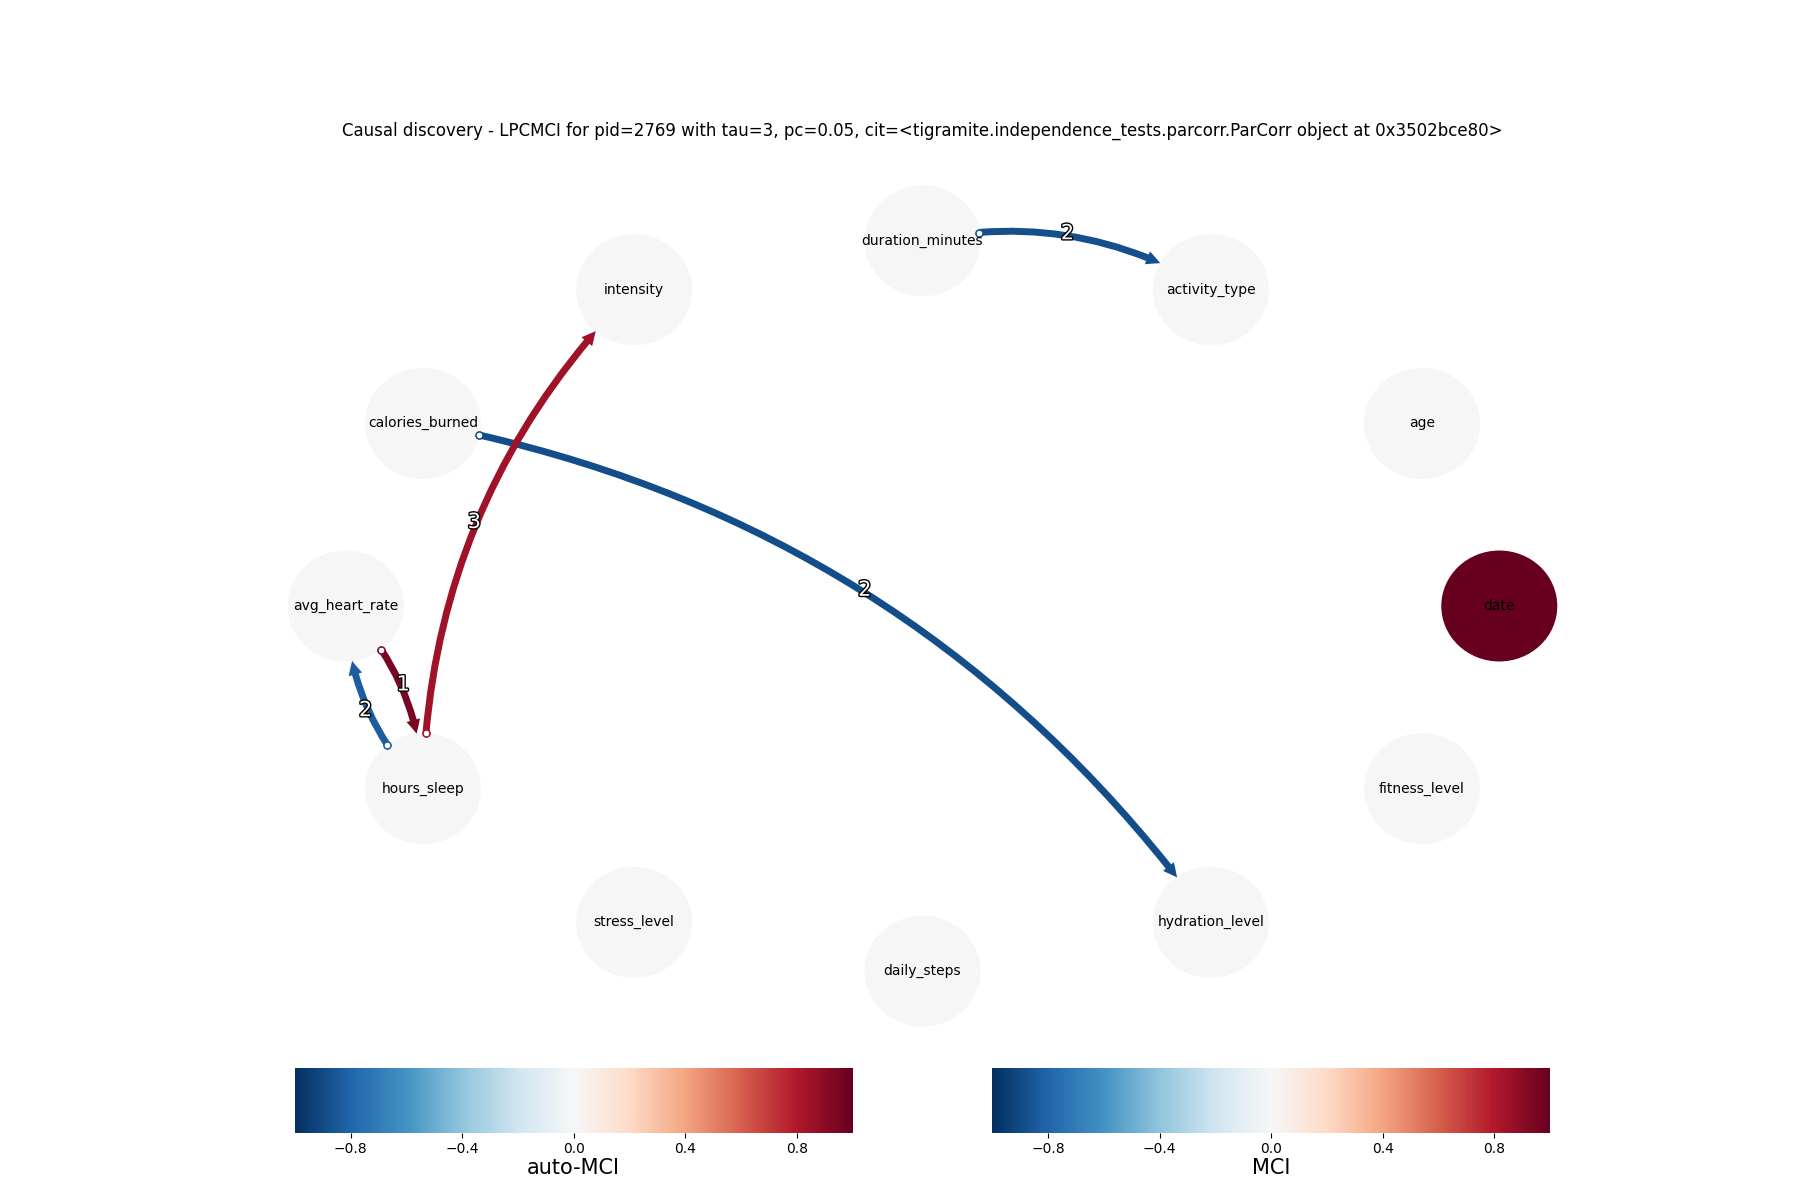 Causal discovery - LPCMCI for pid=2769 with tau=3, pc=0.05, cit=<tigramite.independence_tests.parcorr.ParCorr object at 0x3502bce80>
duration_minutes
2
intensity
activity_type
calories_burned
age
3
2
avg_heart_rate
date
1
2
hours_sleep
fitness_level
stress_level
hydration_level
daily_steps
−0.8 −0.4 0.0 0.4 0.8
auto-MCI
−0.8 −0.4 0.0 0.4 0.8
MCI